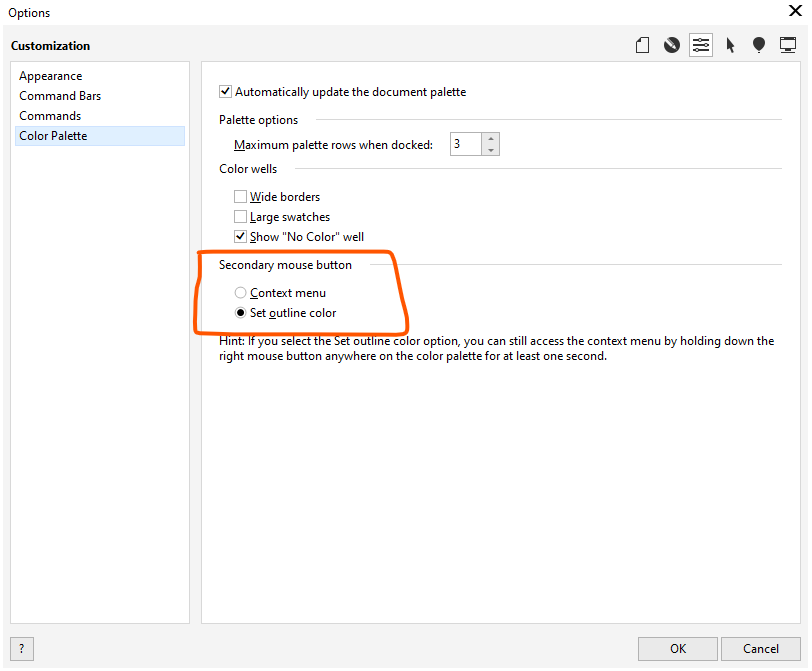 Options
Customization
Appearance
Command Bars
Commands
Color Palette
Automatically update the document palette
Palette options
Maximum palette rows when docked: 3
Color wells
Wide borders
Large swatches
Show "No Color" well
Secondary mouse button
Context menu
Set outline color
Hint: If you select the Set outline color option, you can still access the context menu by holding down the
right mouse button anywhere on the color palette for at least one second.
? OK Cancel